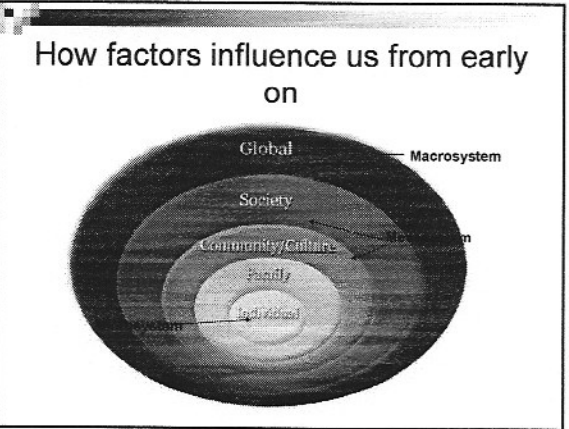 How factors influence us from early
on
Global
Macrosystem
Society
Community/Culture
Family
Individual